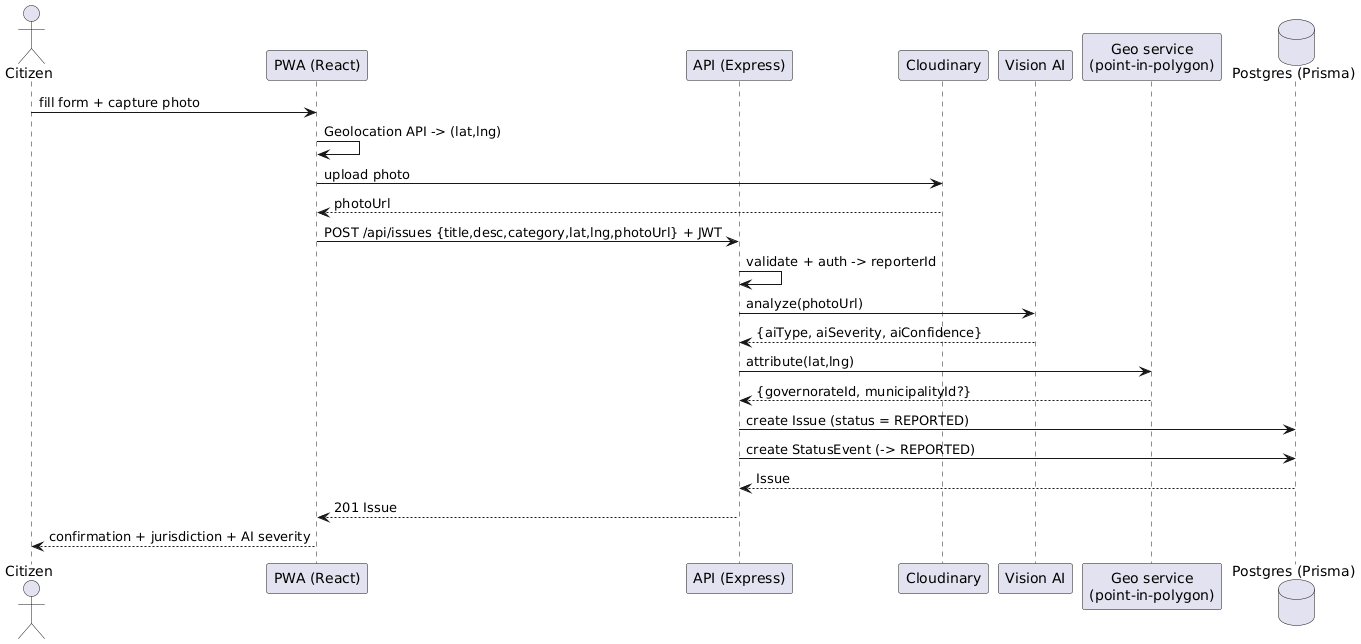 Citizen
PWA (React)
API (Express)
Cloudinary
Vision AI
Geo service
(point-in-polygon)
Postgres (Prisma)
fill form + capture photo
Geolocation API -> (lat,lng)
upload photo
photoUrl
POST /api/issues {title,desc,category,lat,lng,photoUrl} + JWT
validate + auth -> reporterId
analyze(photoUrl)
{aiType, aiSeverity, aiConfidence}
attribute(lat,lng)
{governorateId, municipalityId?}
create Issue (status = REPORTED)
create StatusEvent (-> REPORTED)
Issue
201 Issue
confirmation + jurisdiction + AI severity
Citizen
PWA (React)
API (Express)
Cloudinary
Vision AI
Geo service
(point-in-polygon)
Postgres (Prisma)